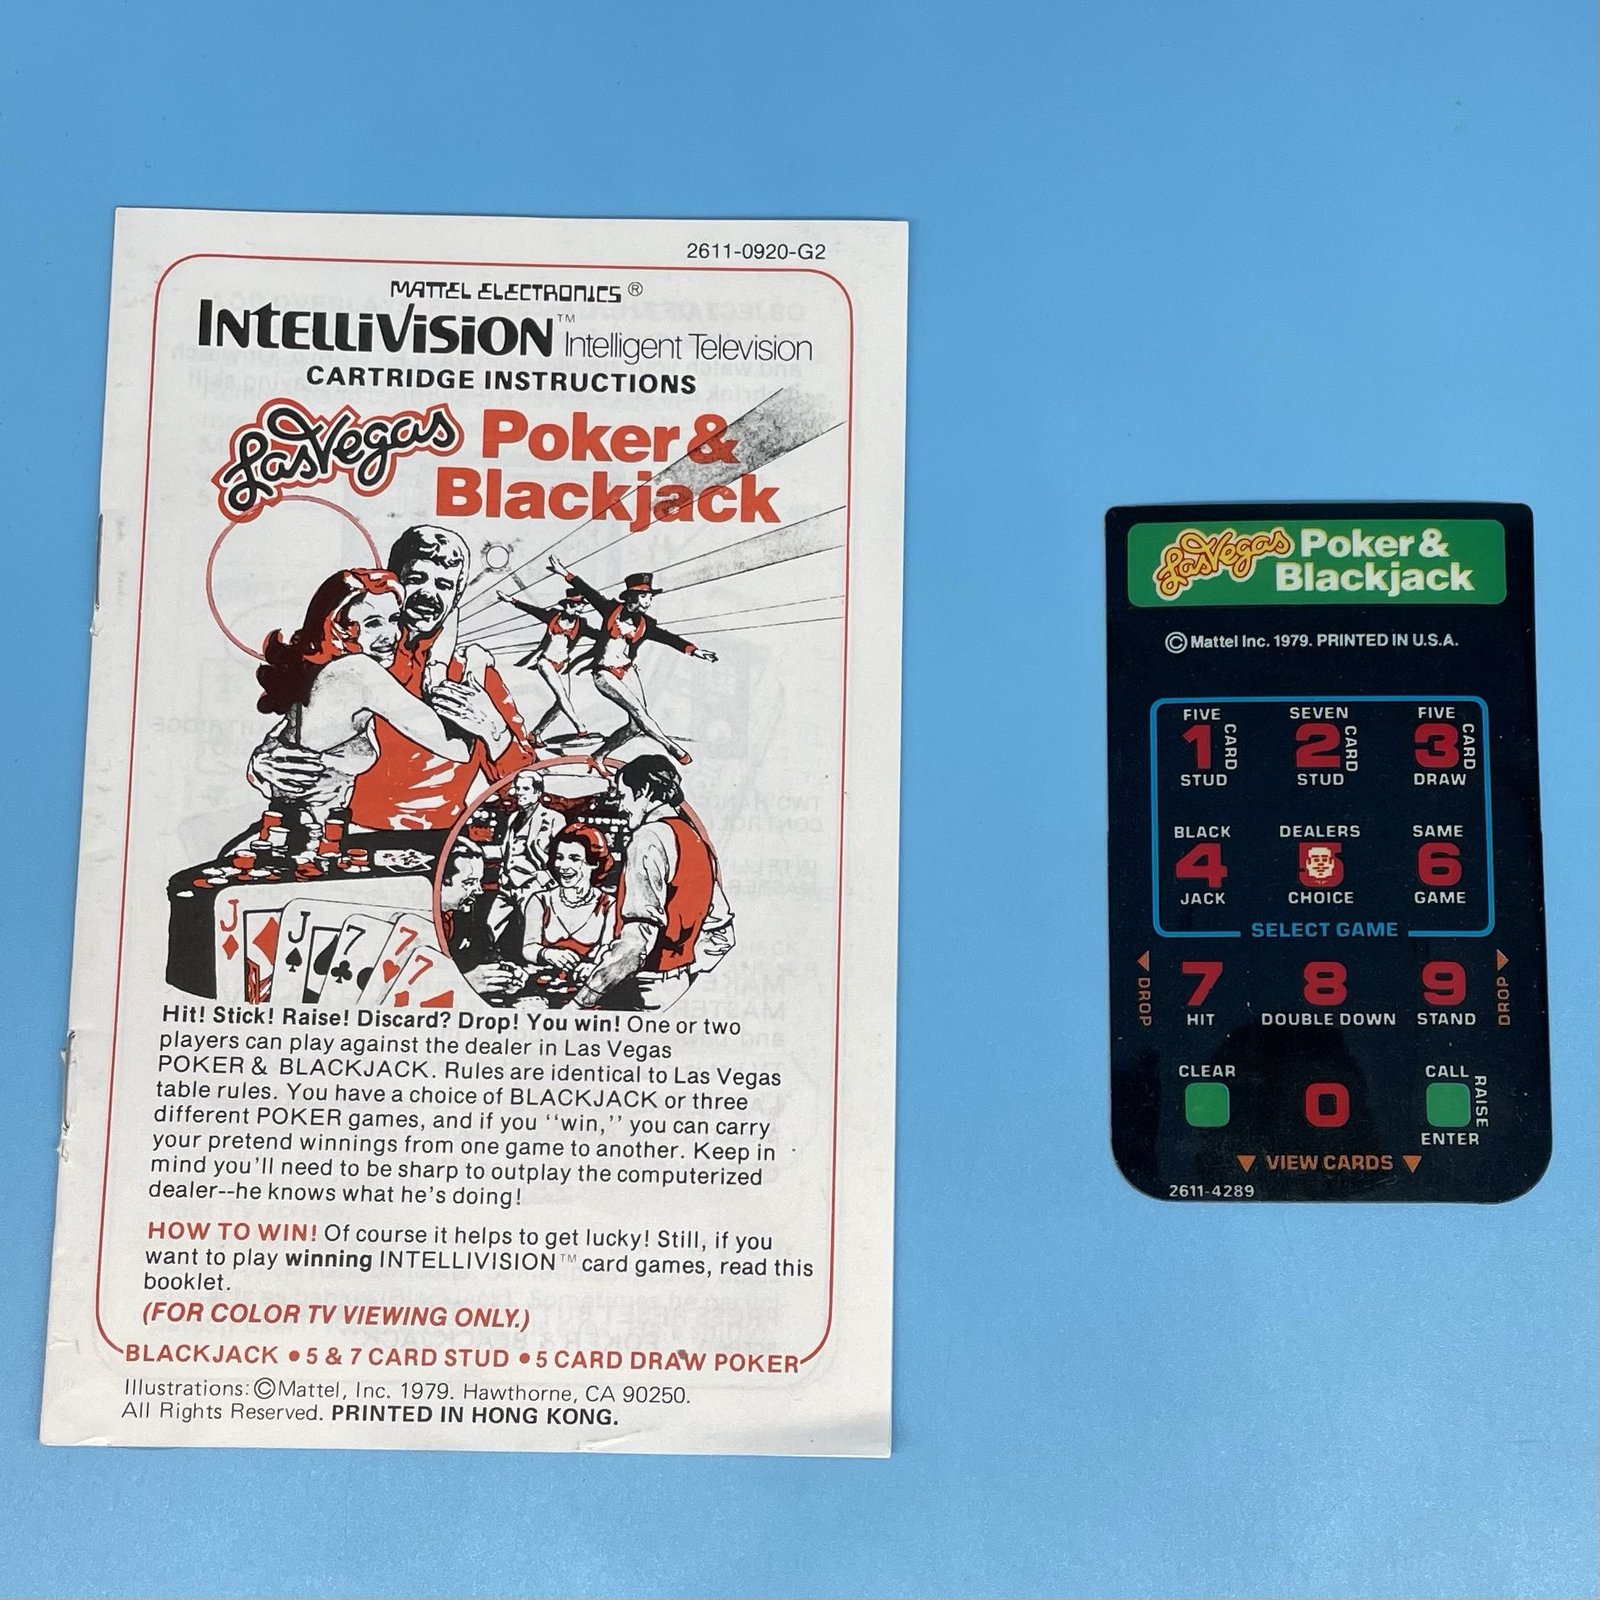 2611-0920-G2
MATTEL ELECTRONICS®
INTELLIVISION™ Intelligent Television
CARTRIDGE INSTRUCTIONS
Las Vegas Poker &
Blackjack
J J 7 7 7
Hit! Stick! Raise! Discard? Drop! You win! One or two
players can play against the dealer in Las Vegas
POKER & BLACKJACK. Rules are identical to Las Vegas
table rules. You have a choice of BLACKJACK or three
different POKER games, and if you ''win,'' you can carry
your pretend winnings from one game to another. Keep in
mind you'll need to be sharp to outplay the computerized
dealer--he knows what he's doing!
HOW TO WIN! Of course it helps to get lucky! Still, if you
want to play winning INTELLIVISION™ card games, read this
booklet.
(FOR COLOR TV VIEWING ONLY.)
BLACKJACK • 5 & 7 CARD STUD • 5 CARD DRAW POKER
Illustrations: ©Mattel, Inc. 1979. Hawthorne, CA 90250.
All Rights Reserved. PRINTED IN HONG KONG.
Las Vegas Poker &
Blackjack
© Mattel Inc. 1979. PRINTED IN U.S.A.
FIVE SEVEN FIVE
1 CARD 2 CARD 3 CARD
STUD STUD DRAW
BLACK DEALERS SAME
4 5 6
JACK CHOICE GAME
SELECT GAME
DROP 7 8 9 DROP
HIT DOUBLE DOWN STAND
CLEAR CALL
0 RAISE
ENTER
▼ VIEW CARDS ▼
2611-4289